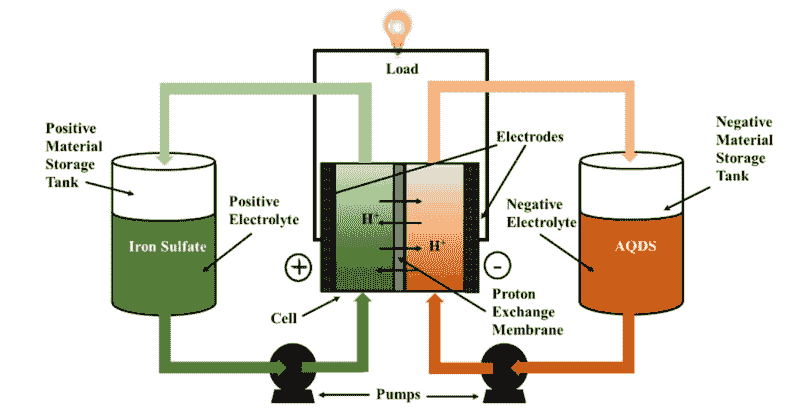 Load
Positive
Material
Storage
Tank
Negative
Material
Storage
Tank
Electrodes
Positive
Electrolyte
Negative
Electrolyte
H+
H+
Iron Sulfate
AQDS
+
-
Cell
Proton
Exchange
Membrane
Pumps